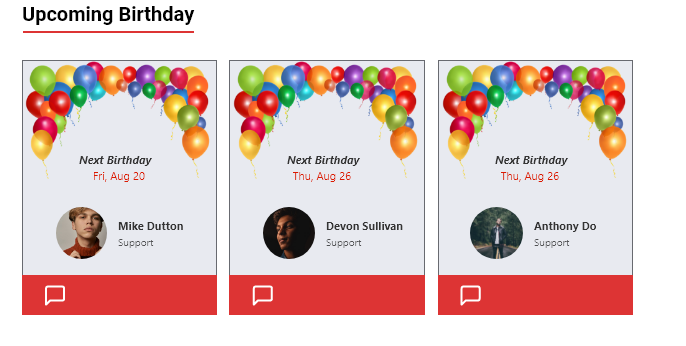 Upcoming Birthday
Next Birthday
Fri, Aug 20
Mike Dutton
Support
Next Birthday
Thu, Aug 26
Devon Sullivan
Support
Next Birthday
Thu, Aug 26
Anthony Do
Support